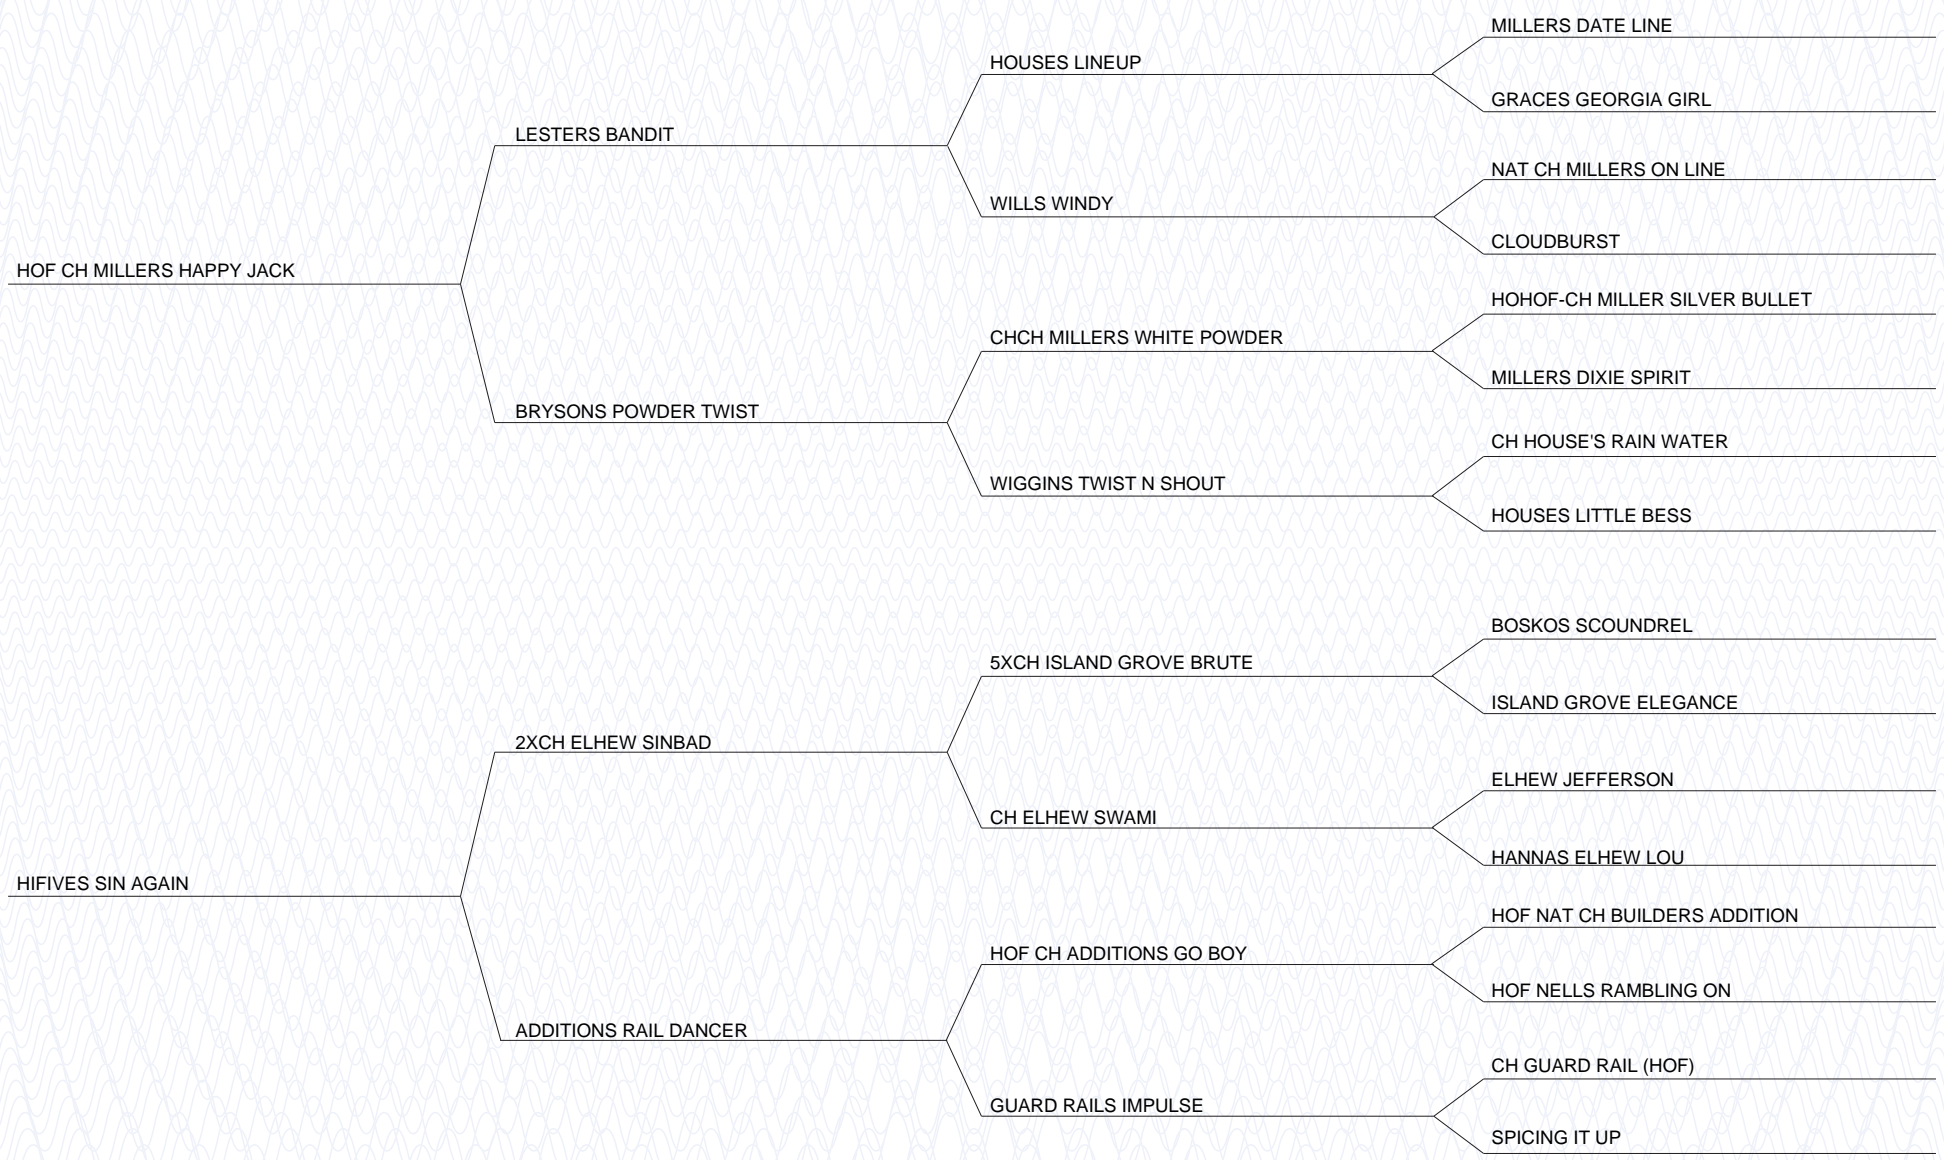 MILLERS DATE LINE
HOUSES LINEUP
GRACES GEORGIA GIRL
LESTERS BANDIT
NAT CH MILLERS ON LINE
WILLS WINDY
CLOUDBURST
HOF CH MILLERS HAPPY JACK
HOHOF-CH MILLER SILVER BULLET
CHCH MILLERS WHITE POWDER
MILLERS DIXIE SPIRIT
BRYSONS POWDER TWIST
CH HOUSE'S RAIN WATER
WIGGINS TWIST N SHOUT
HOUSES LITTLE BESS
BOSKOS SCOUNDREL
5XCH ISLAND GROVE BRUTE
ISLAND GROVE ELEGANCE
2XCH ELHEW SINBAD
ELHEW JEFFERSON
CH ELHEW SWAMI
HANNAS ELHEW LOU
HIFIVES SIN AGAIN
HOF NAT CH BUILDERS ADDITION
HOF CH ADDITIONS GO BOY
HOF NELLS RAMBLING ON
ADDITIONS RAIL DANCER
CH GUARD RAIL (HOF)
GUARD RAILS IMPULSE
SPICING IT UP